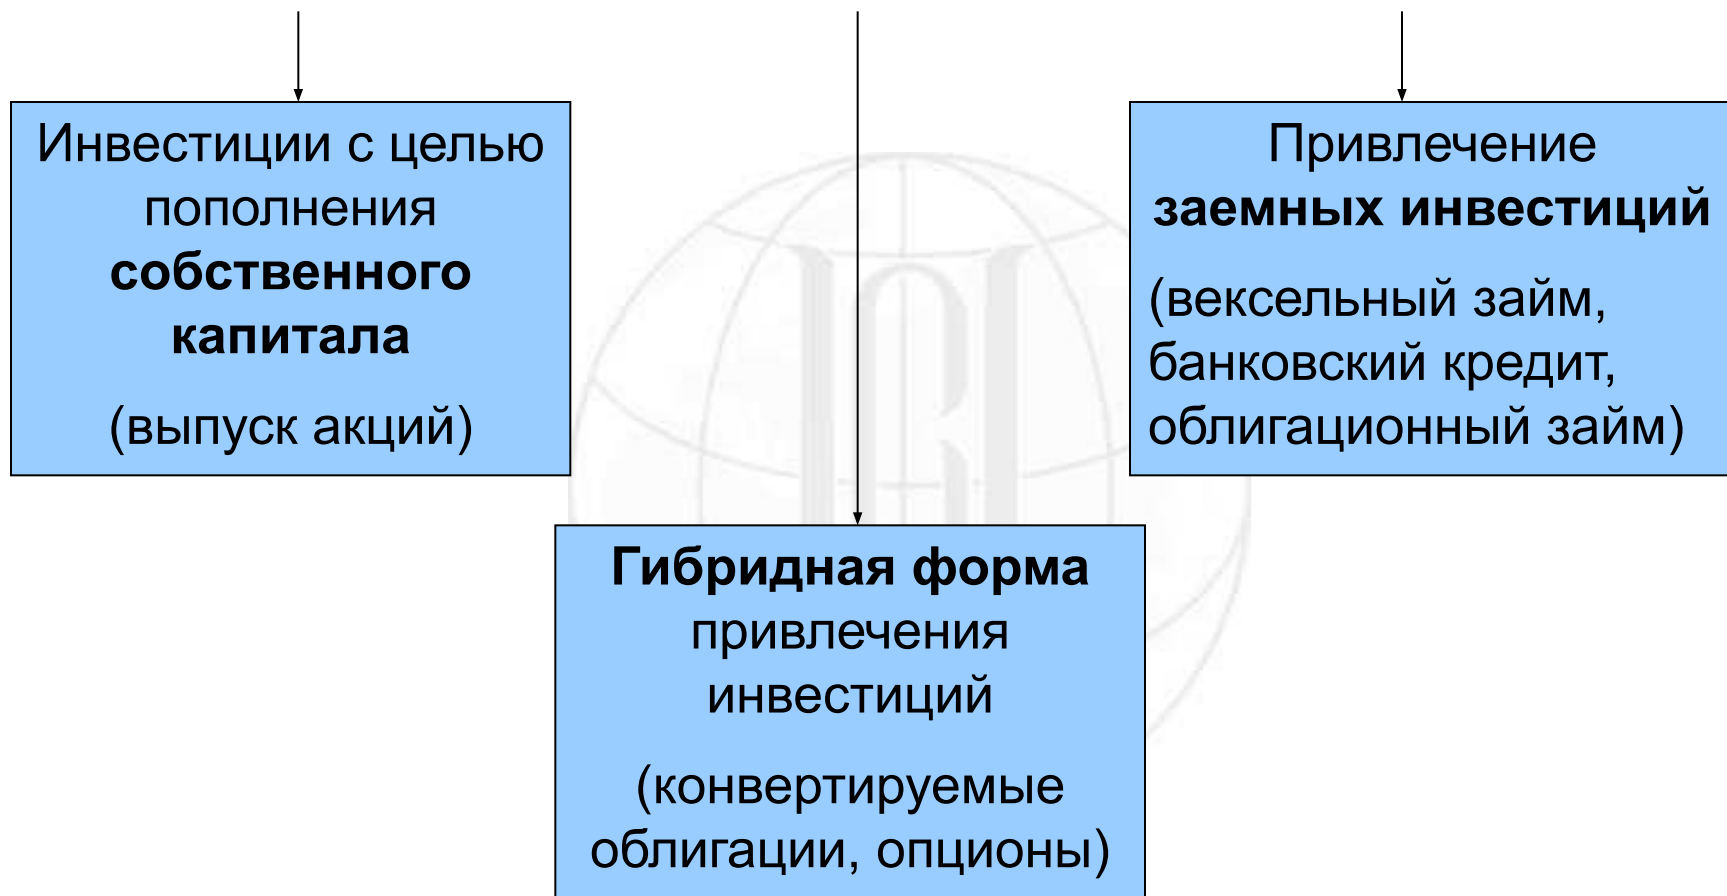 Инвестиции с целью
пополнения
собственного
капитала
(выпуск акций)
Привлечение
заемных инвестиций
(вексельный займ,
банковский кредит,
облигационный займ)
Гибридная форма
привлечения
инвестиций
(конвертируемые
облигации, опционы)